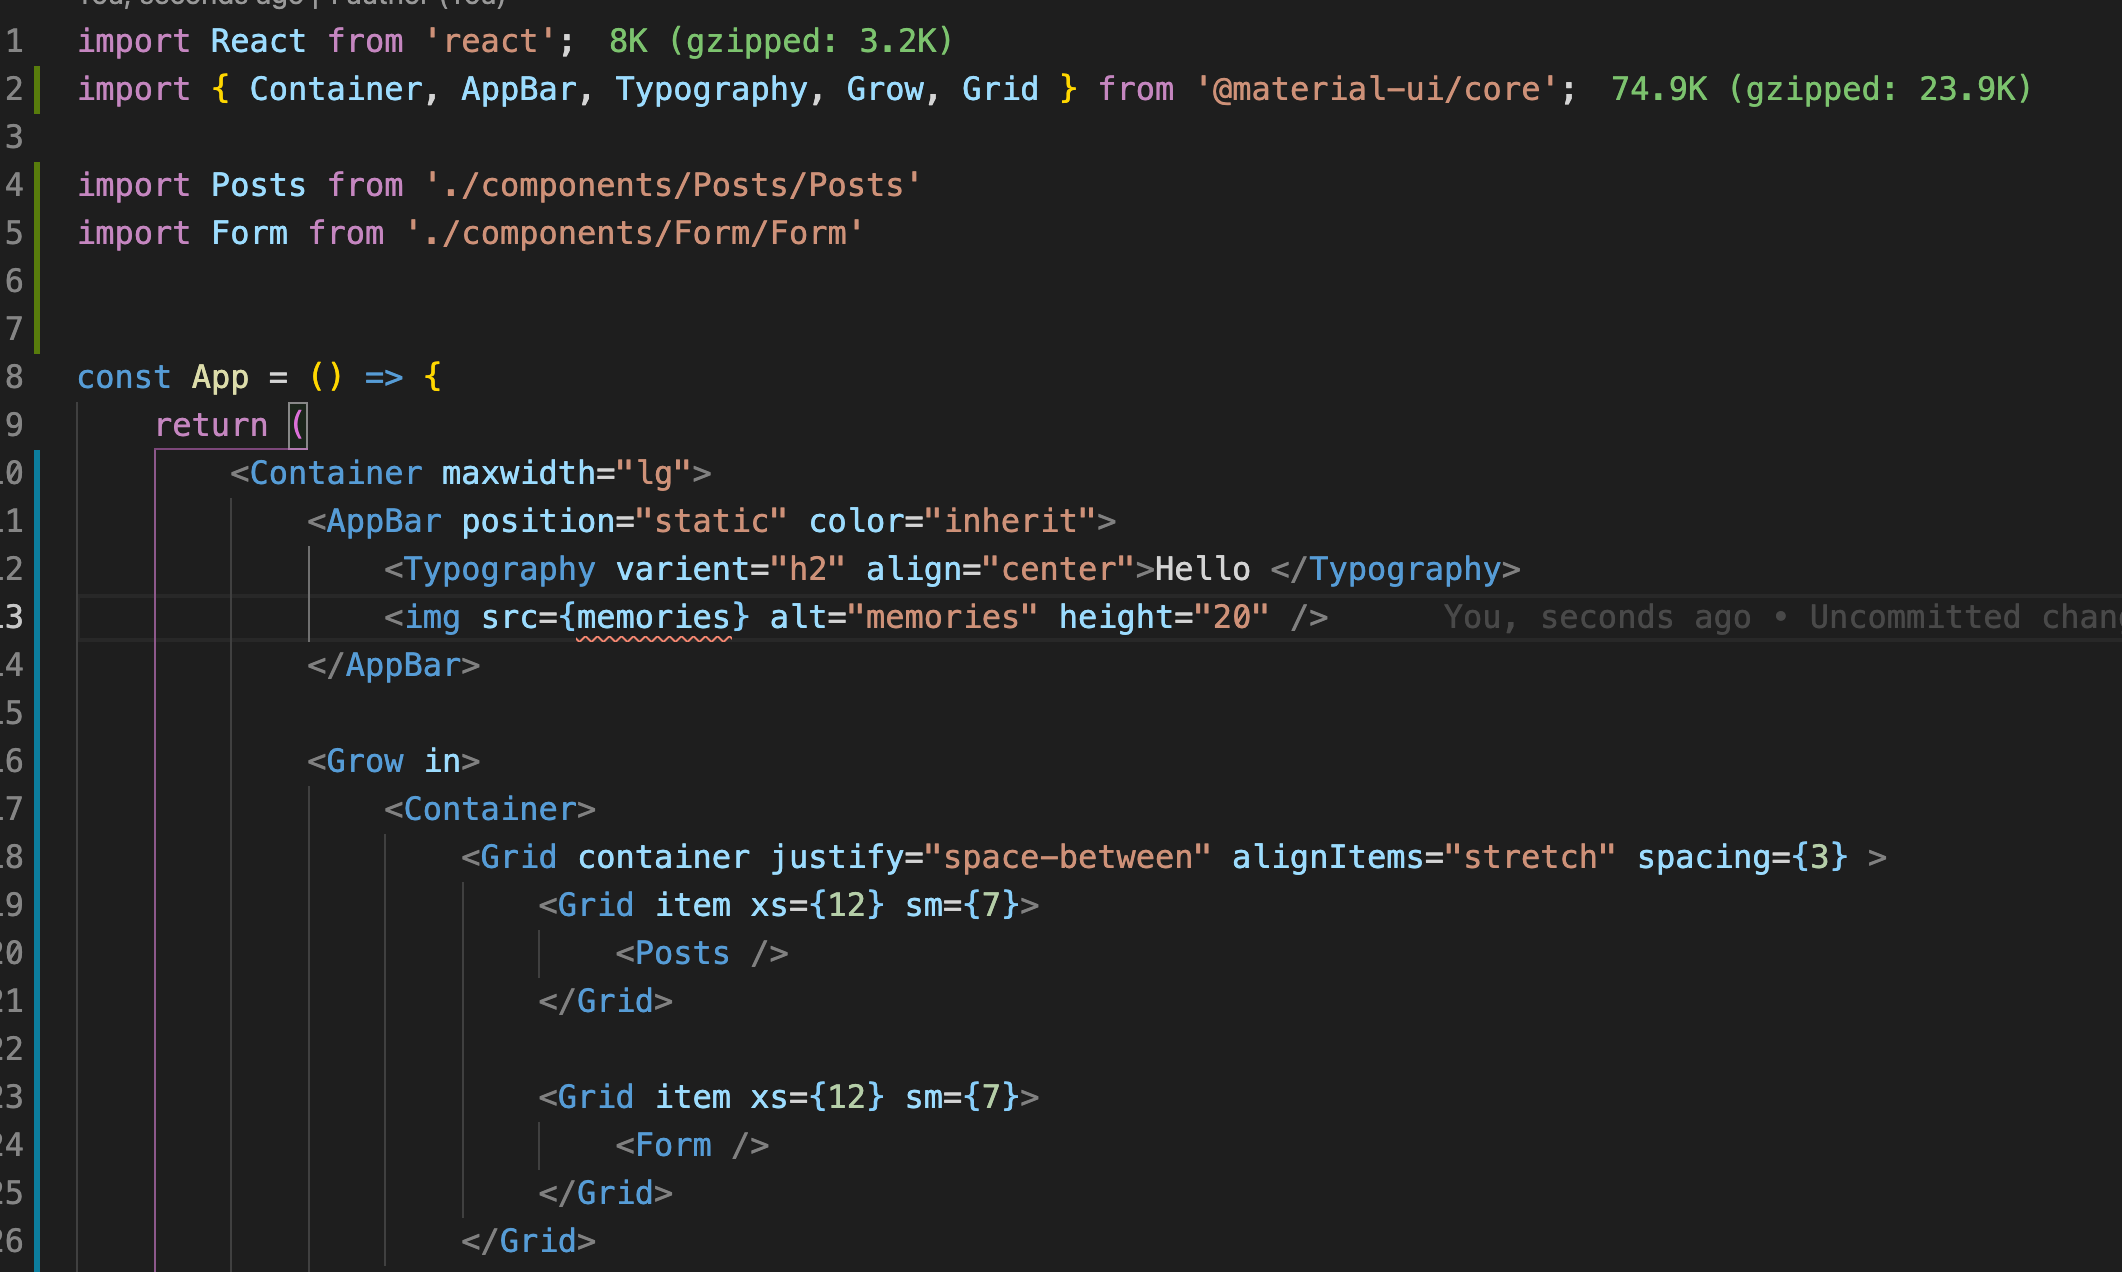 You, seconds ago | 1 author (You)
1 import React from 'react'; 8K (gzipped: 3.2K)
2 import { Container, AppBar, Typography, Grow, Grid } from '@material-ui/core'; 74.9K (gzipped: 23.9K)
3
4 import Posts from './components/Posts/Posts'
5 import Form from './components/Form/Form'
6
7
8 const App = () => {
9 return (
10 <Container maxwidth="lg">
11 <AppBar position="static" color="inherit">
12 <Typography varient="h2" align="center">Hello </Typography>
13 <img src={memories} alt="memories" height="20" /> You, seconds ago • Uncommitted chan
14 </AppBar>
15
16 <Grow in>
17 <Container>
18 <Grid container justify="space-between" alignItems="stretch" spacing={3} >
19 <Grid item xs={12} sm={7}>
20 <Posts />
21 </Grid>
22
23 <Grid item xs={12} sm={7}>
24 <Form />
25 </Grid>
26 </Grid>